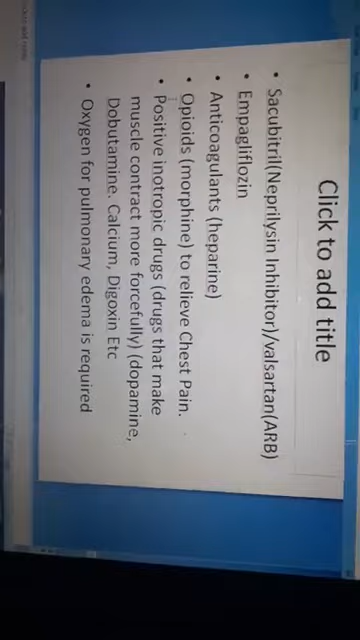 Click to add title
• Sacubitril(Neprilysin Inhibitor)/valsartan(ARB)
• Empagliflozin
• Anticoagulants (heparine)
• Opioids (morphine) to relieve Chest Pain.
• Positive inotropic drugs (drugs that make
muscle contract more forcefully) (dopamine,
Dobutamine. Calcium, Digoxin Etc
• Oxygen for pulmonary edema is required